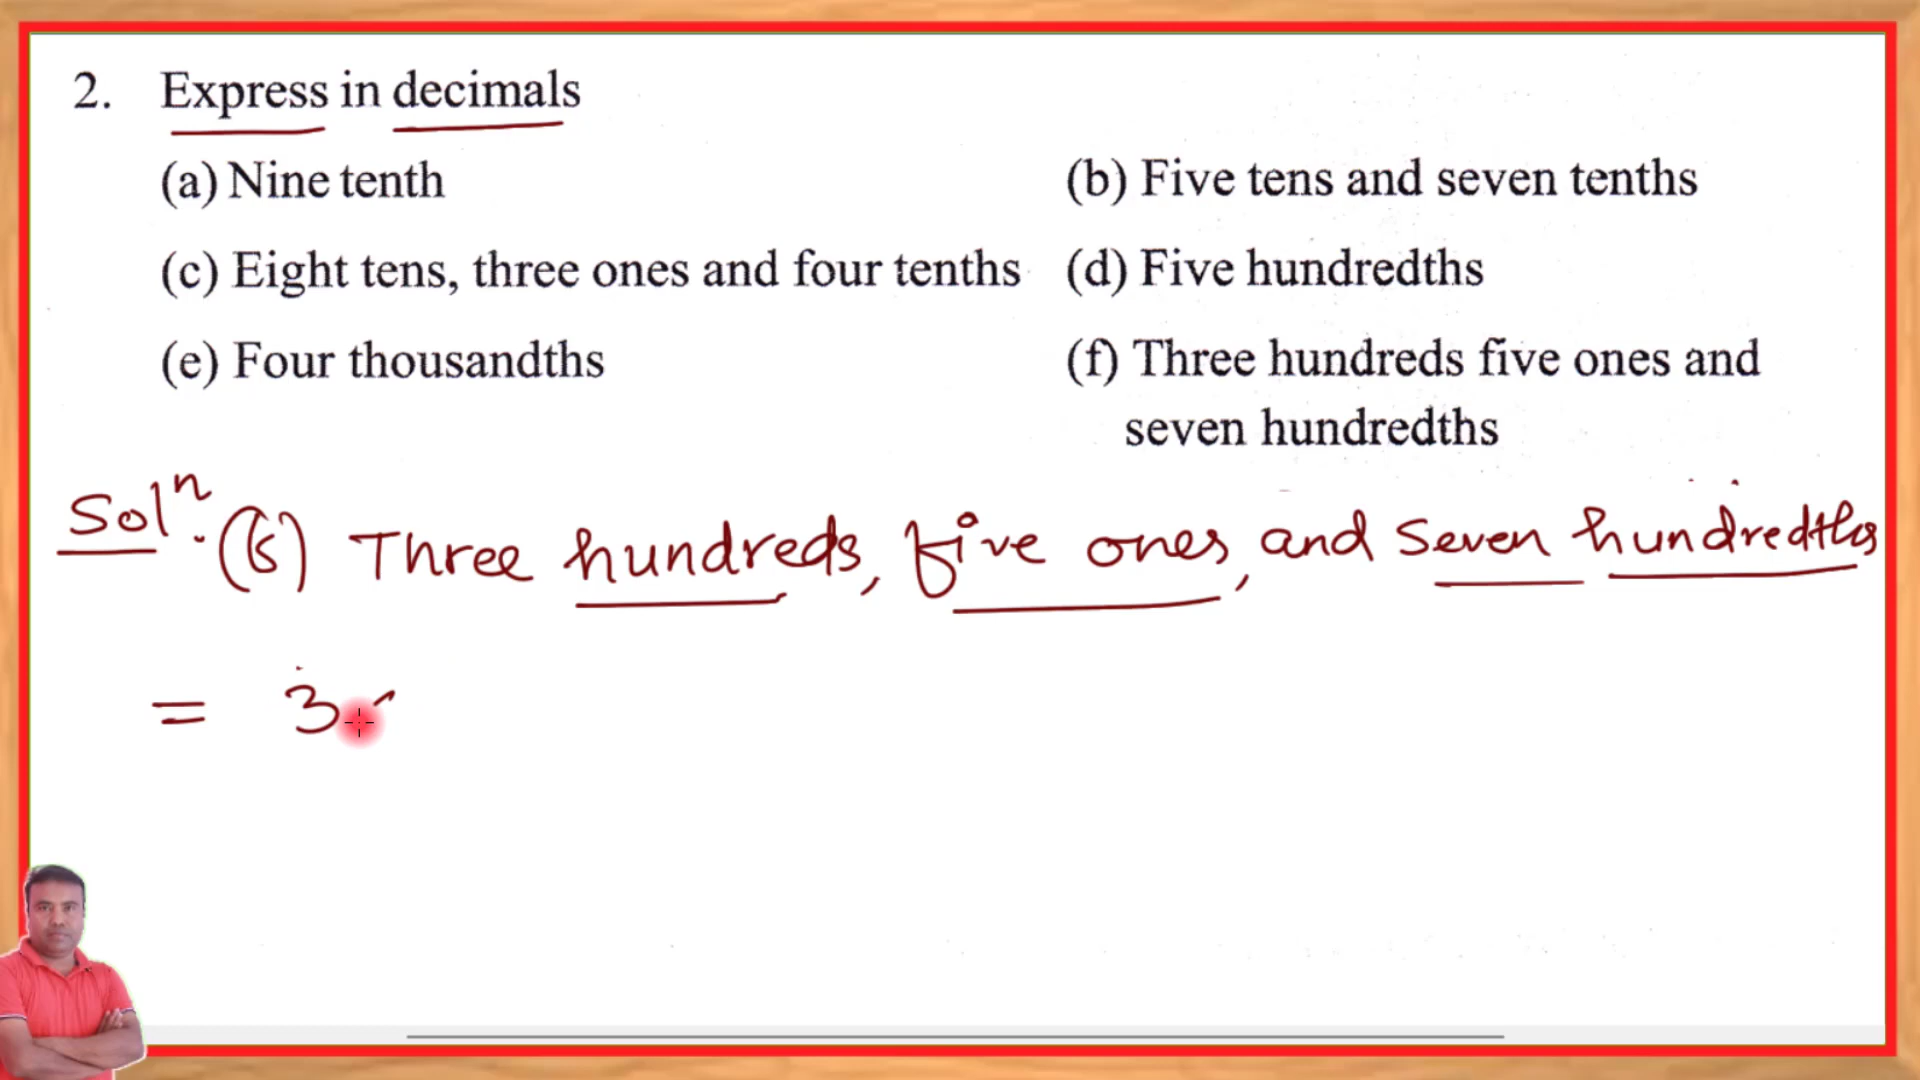 2. Express in decimals
(a) Nine tenth (b) Five tens and seven tenths
(c) Eight tens, three ones and four tenths (d) Five hundredths
(e) Four thousandths (f) Three hundreds five ones and
seven hundredths
Solⁿ. (f) Three hundreds, five ones, and seven hundredths
= 3